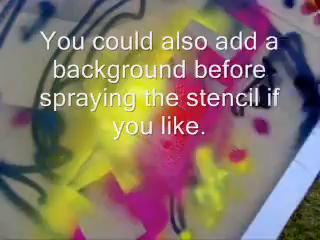 You could also add a
background before
spraying the stencil if
you like.